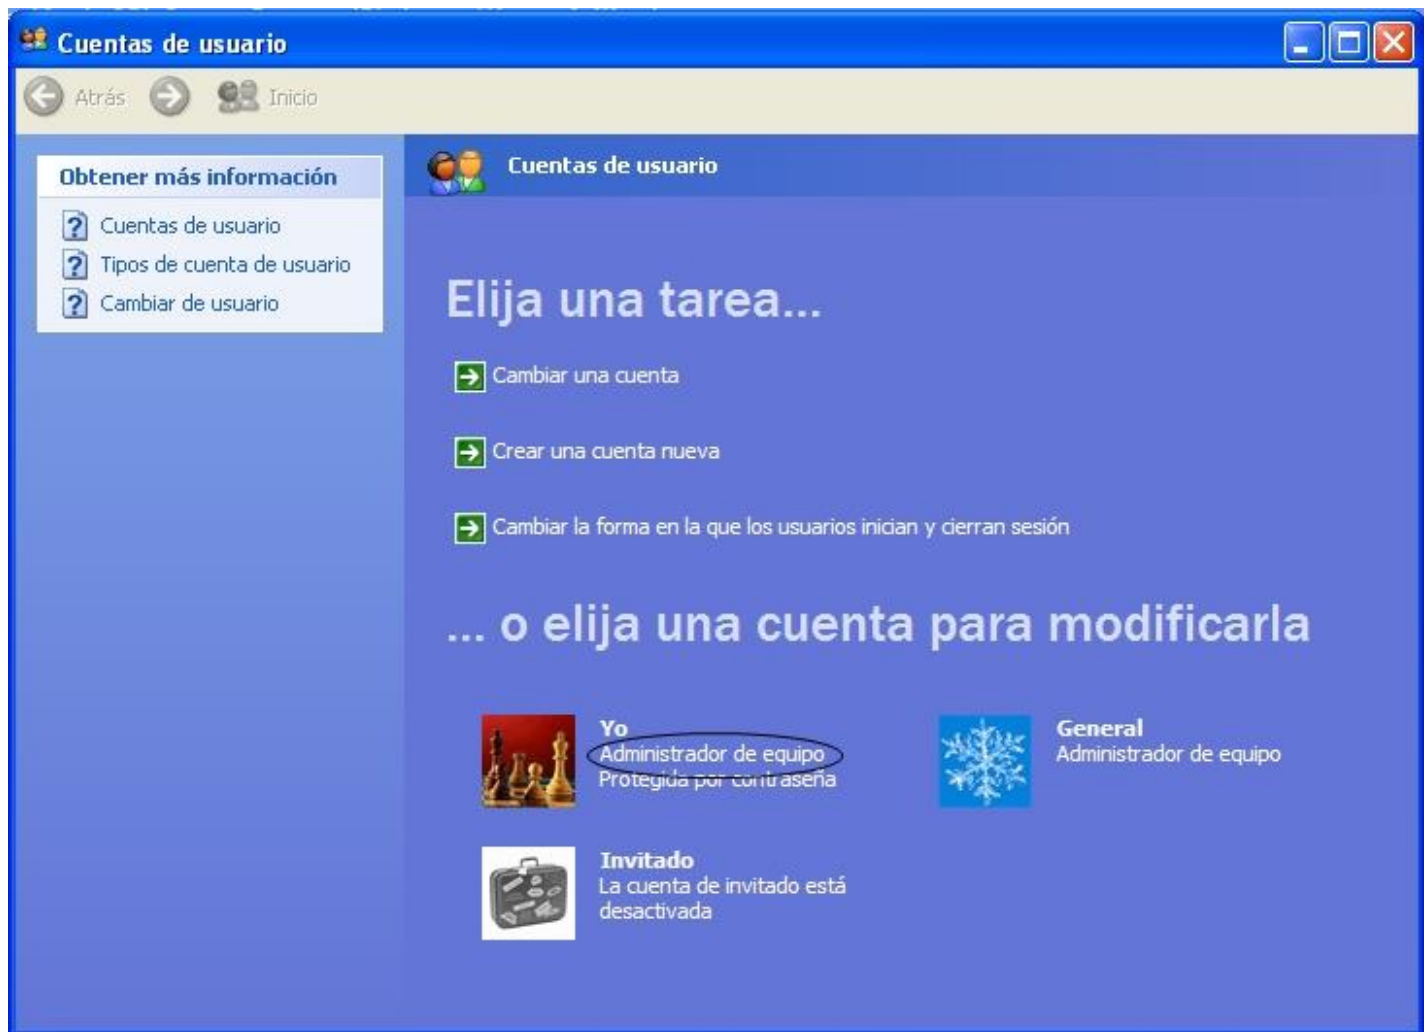 Cuentas de usuario
Atrás
Inicio
Obtener más información
Cuentas de usuario
Tipos de cuenta de usuario
Cambiar de usuario
Cuentas de usuario
Elija una tarea...
Cambiar una cuenta
Crear una cuenta nueva
Cambiar la forma en la que los usuarios inician y cierran sesión
... o elija una cuenta para modificarla
Yo
Administrador de equipo
Protegida por contraseña
General
Administrador de equipo
Invitado
La cuenta de invitado está
desactivada